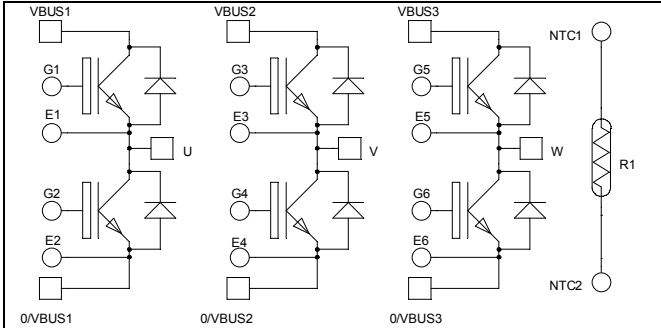 VBUS1 VBUS2 VBUS3
NTC1
G1 G3 G5
E1 E3 E5
U V W
R1
G2 G4 G6
E2 E4 E6
NTC2
0/VBUS1 0/VBUS2 0/VBUS3